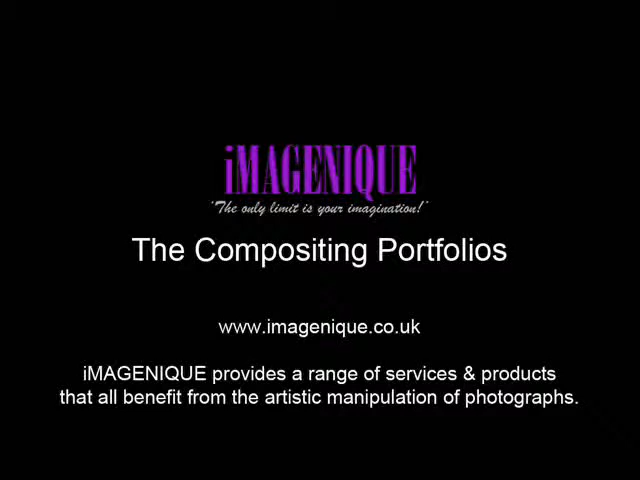 iMAGENIQUE
"The only limit is your imagination!"
The Compositing Portfolios
www.imagenique.co.uk
iMAGENIQUE provides a range of services & products
that all benefit from the artistic manipulation of photographs.